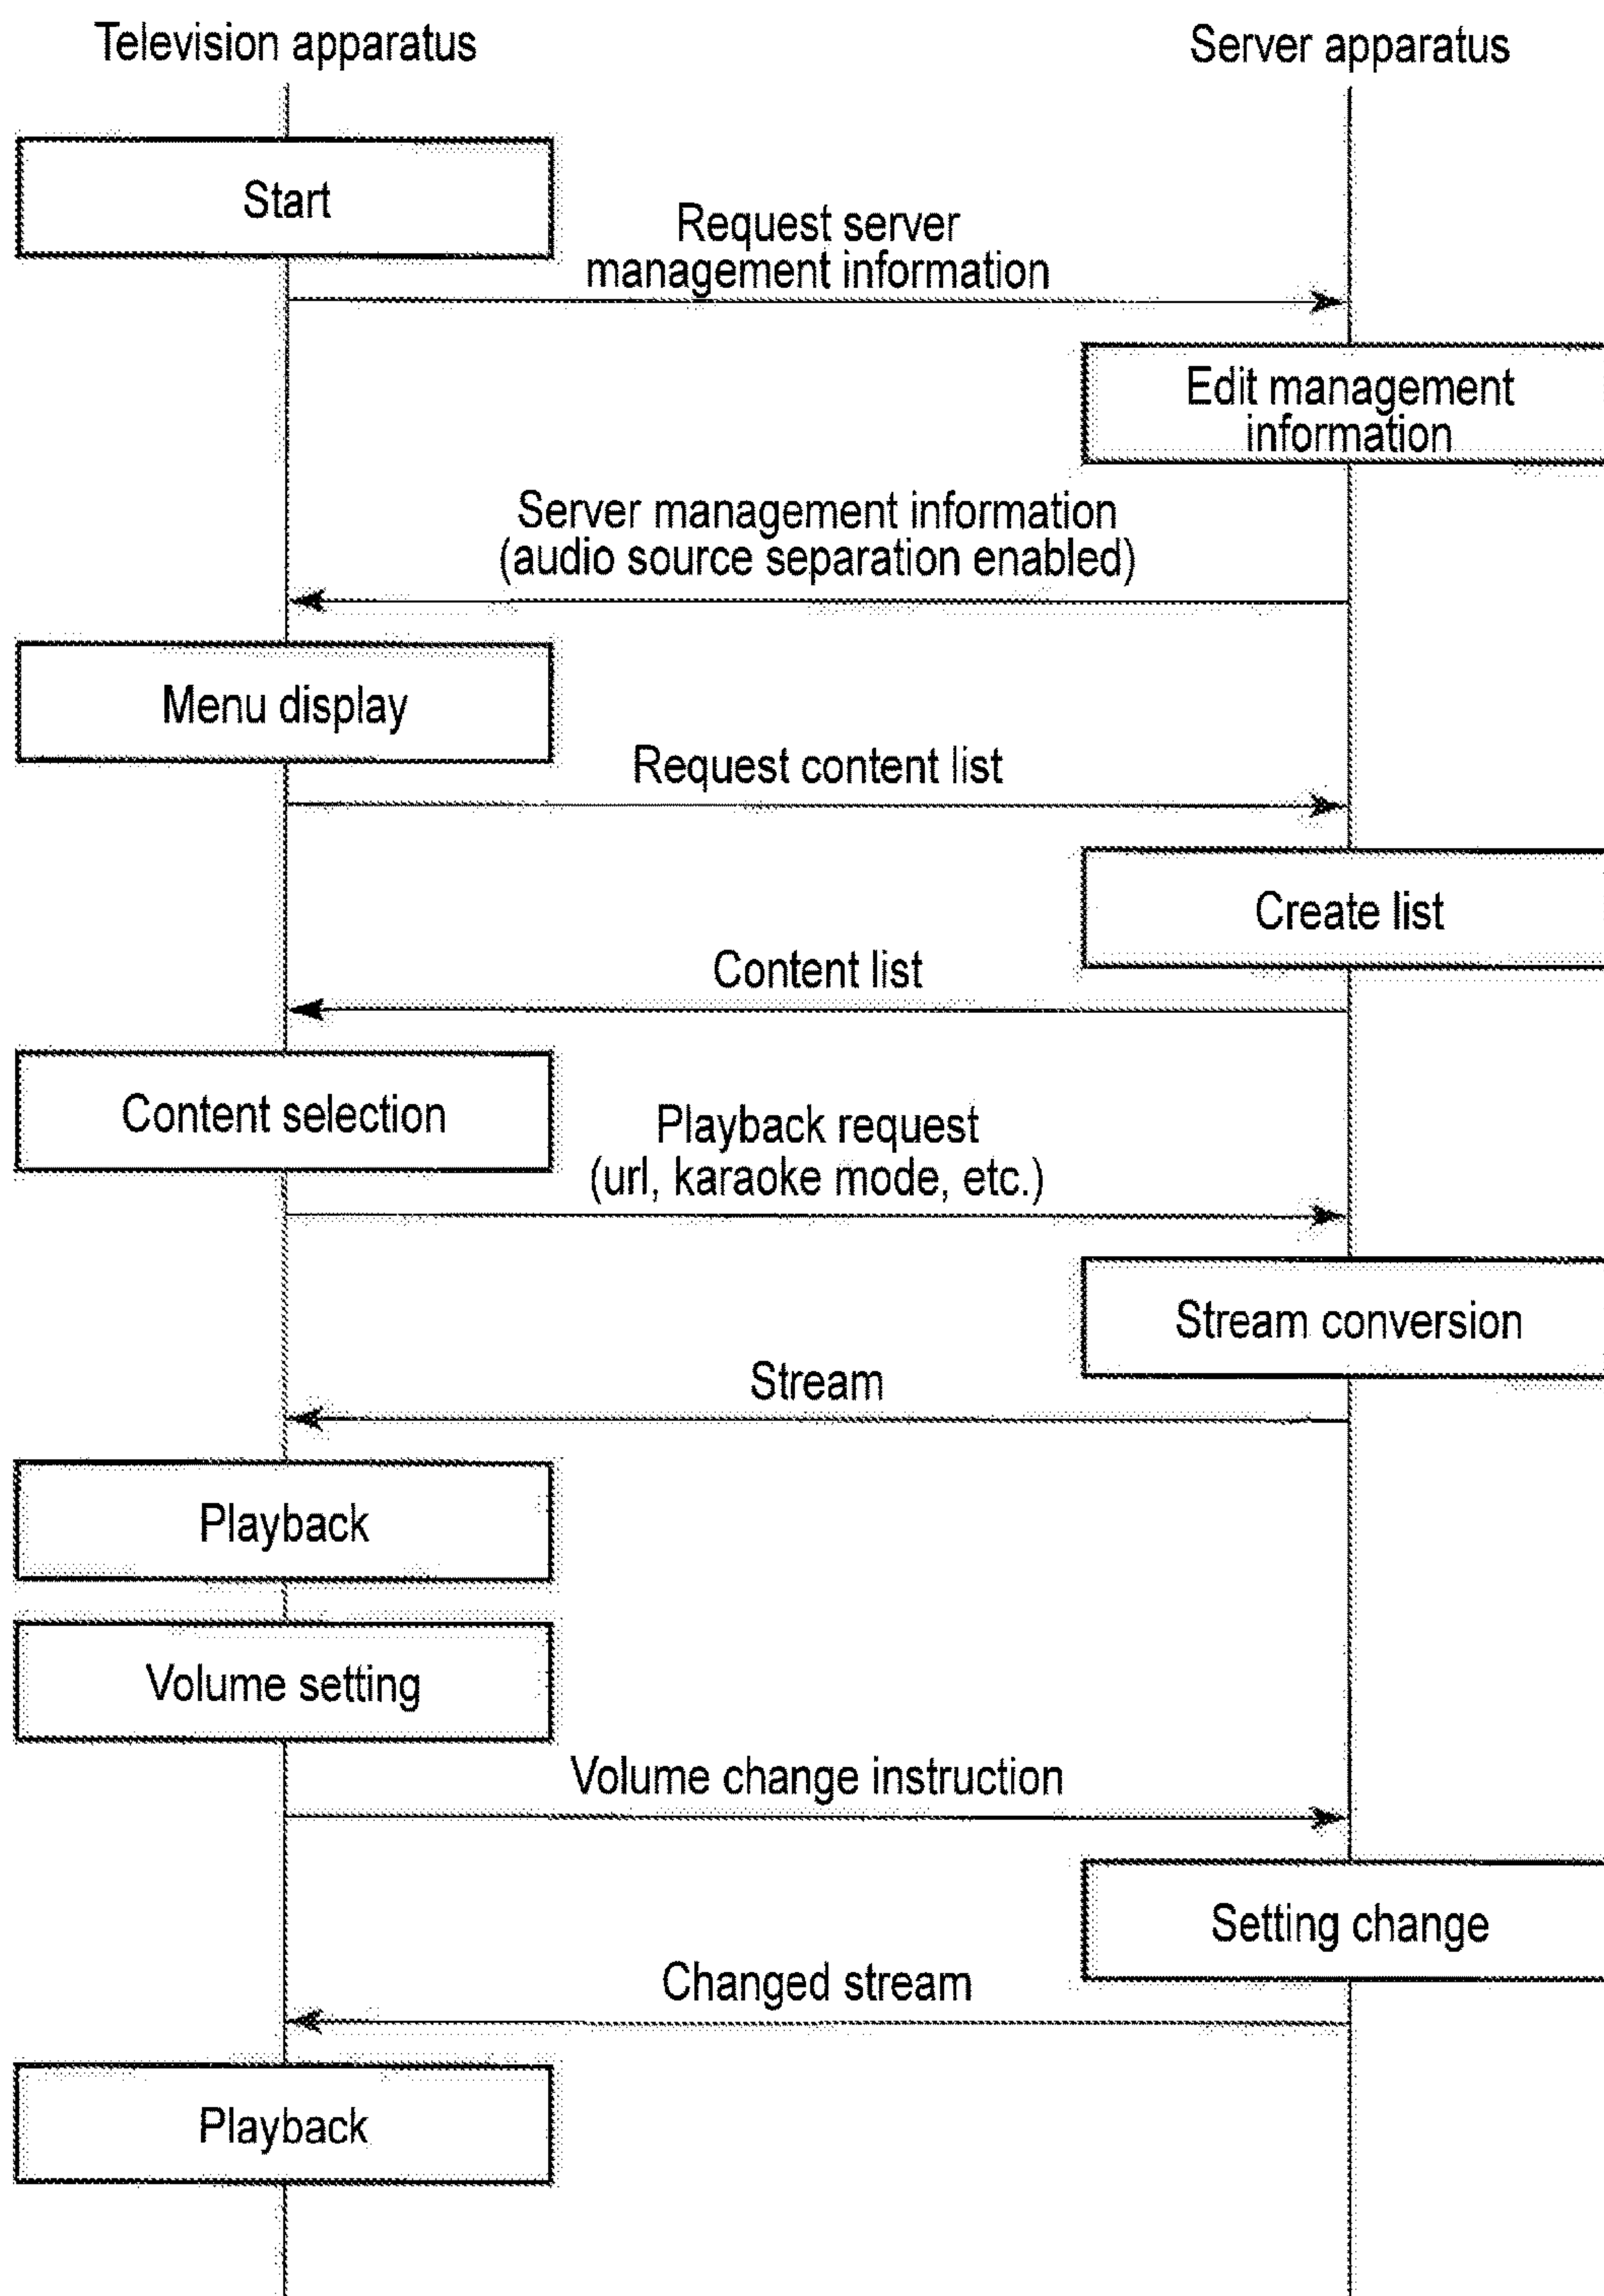 Television apparatus
Server apparatus
Start
Request server
management information
Edit management
information
Server management information
(audio source separation enabled)
Menu display
Request content list
Create list
Content list
Content selection
Playback request
(url, karaoke mode, etc.)
Stream conversion
Stream
Playback
Volume setting
Volume change instruction
Setting change
Changed stream
Playback